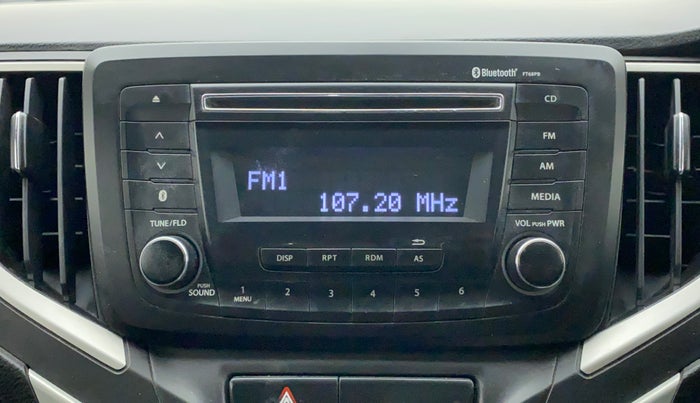 Bluetooth® FT68PB
CD
FM
AM
MEDIA
FM1
107.20 MHz
TUNE/FLD
VOL PUSH PWR
DISP RPT RDM AS
PUSH SOUND
1 MENU 2 3 4 5 6